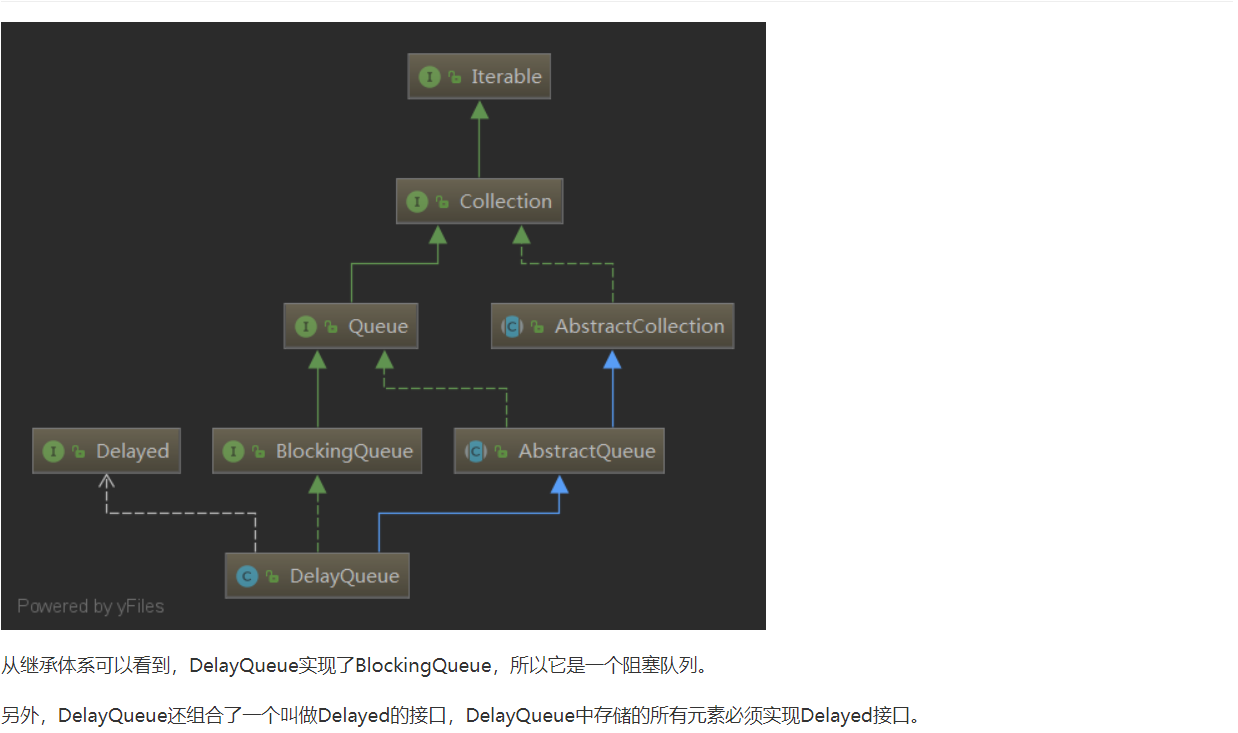 Iterable
Collection
Queue
AbstractCollection
Delayed
BlockingQueue
AbstractQueue
DelayQueue
Powered by yFiles
从继承体系可以看到，DelayQueue实现了BlockingQueue，所以它是一个阻塞队列。
另外，DelayQueue还组合了一个叫做Delayed的接口，DelayQueue中存储的所有元素必须实现Delayed接口。